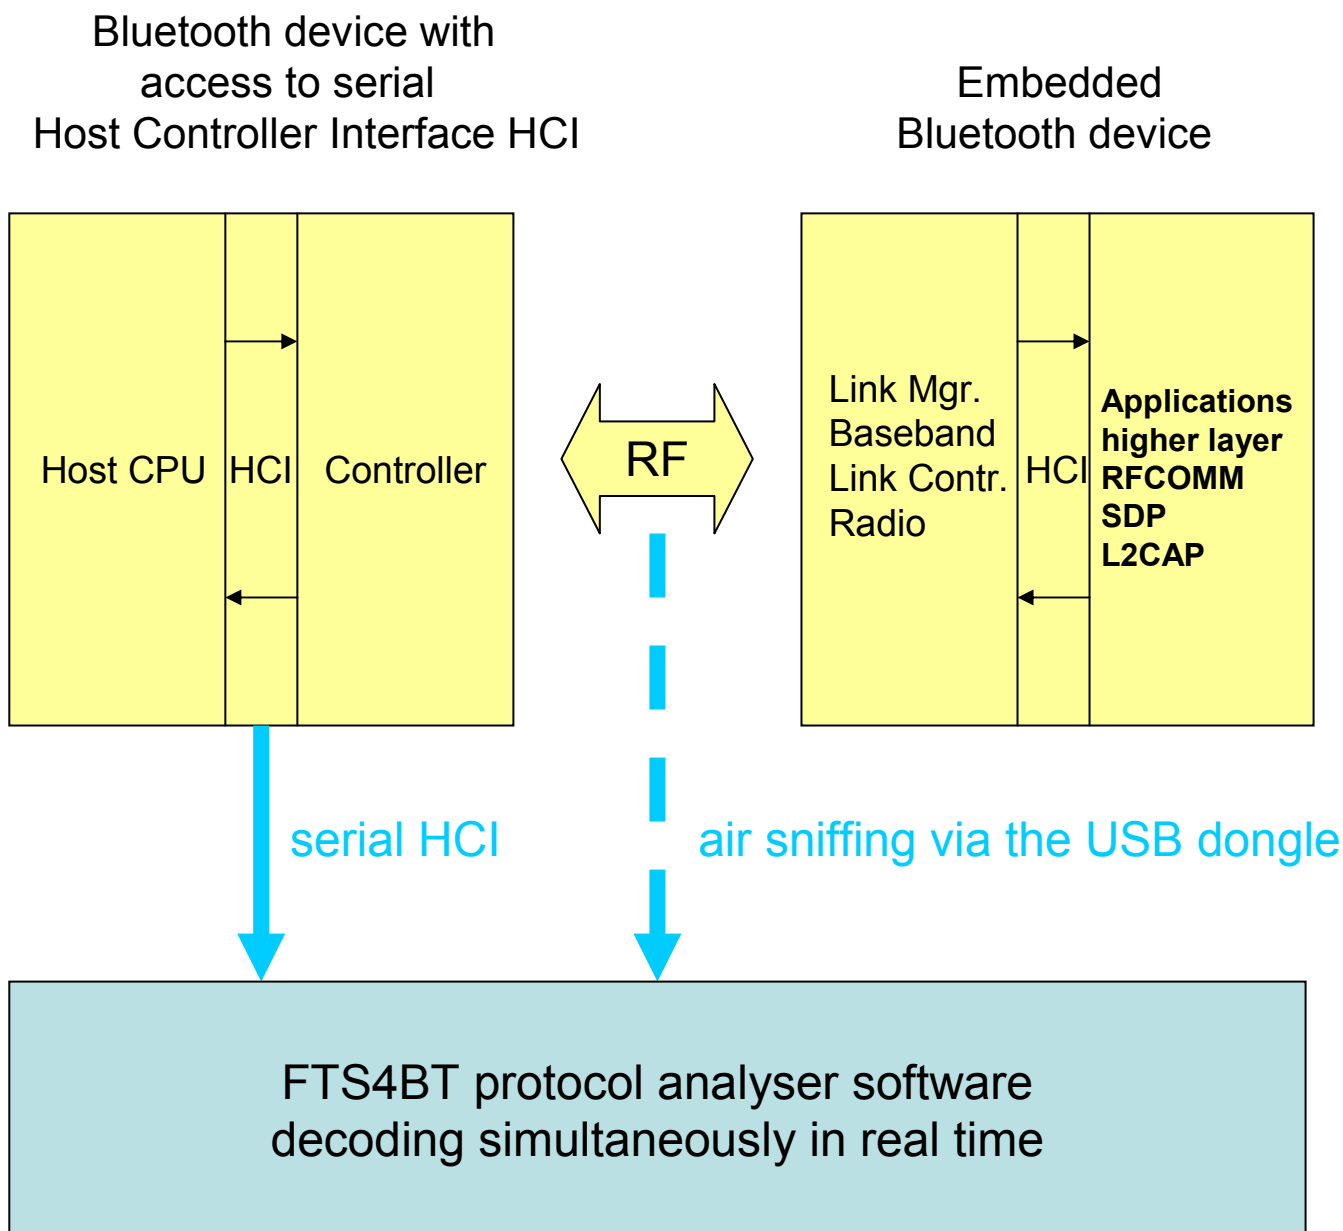 Bluetooth device with
access to serial
Host Controller Interface HCI
Embedded
Bluetooth device
Host CPU
HCI
Controller
RF
Link Mgr.
Baseband
Link Contr.
Radio
HCI
Applications
higher layer
RFCOMM
SDP
L2CAP
serial HCI
air sniffing via the USB dongle
FTS4BT protocol analyser software
decoding simultaneously in real time